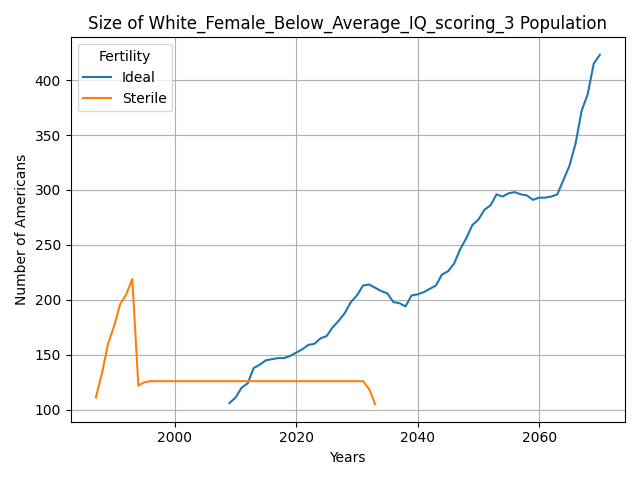 Size of White_Female_Below_Average_IQ_scoring_3 Population
Fertility
Ideal
Sterile
Number of Americans
400
350
300
250
200
150
100
2000
2020
2040
2060
Years